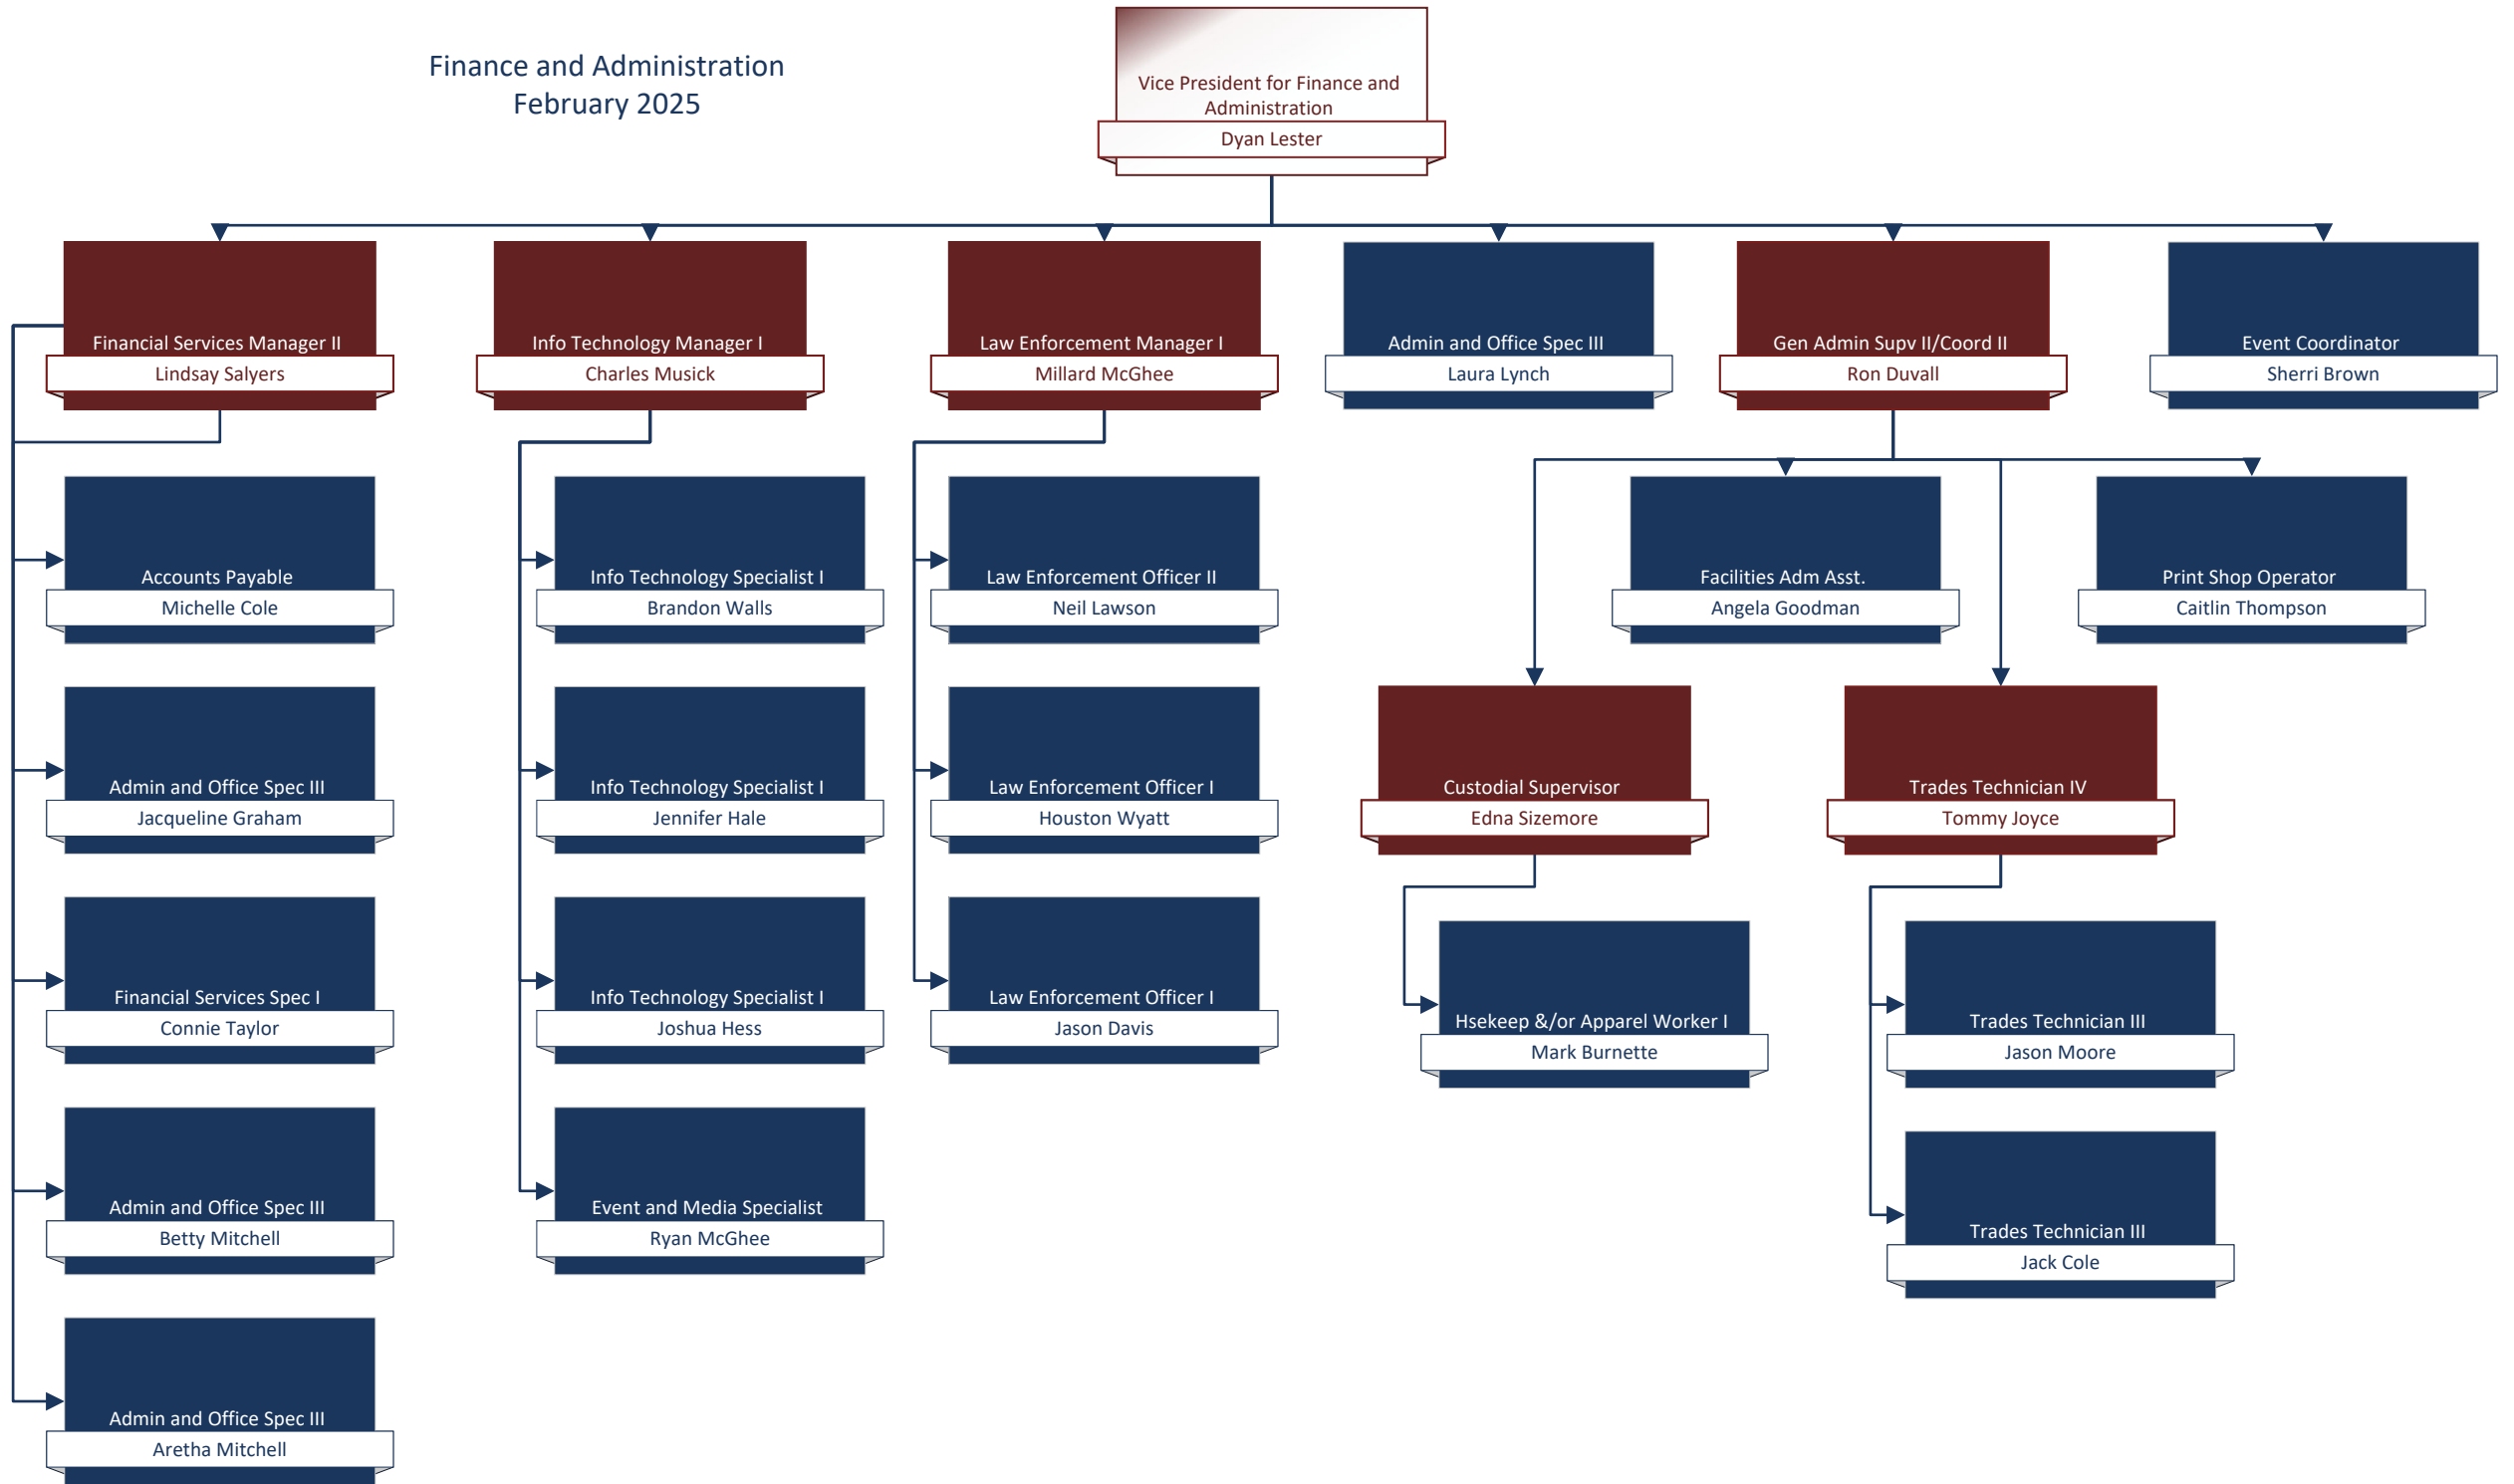 Finance and Administration
February 2025
Vice President for Finance and
Administration
Dyan Lester
Financial Services Manager II
Lindsay Salyers
Info Technology Manager I
Charles Musick
Law Enforcement Manager I
Millard McGhee
Admin and Office Spec III
Laura Lynch
Gen Admin Supv II/Coord II
Ron Duvall
Event Coordinator
Sherri Brown
Accounts Payable
Michelle Cole
Info Technology Specialist I
Brandon Walls
Law Enforcement Officer II
Neil Lawson
Facilities Adm Asst.
Angela Goodman
Print Shop Operator
Caitlin Thompson
Admin and Office Spec III
Jacqueline Graham
Info Technology Specialist I
Jennifer Hale
Law Enforcement Officer I
Houston Wyatt
Custodial Supervisor
Edna Sizemore
Trades Technician IV
Tommy Joyce
Financial Services Spec I
Connie Taylor
Info Technology Specialist I
Joshua Hess
Law Enforcement Officer I
Jason Davis
Hsekeep &/or Apparel Worker I
Mark Burnette
Trades Technician III
Jason Moore
Admin and Office Spec III
Betty Mitchell
Event and Media Specialist
Ryan McGhee
Trades Technician III
Jack Cole
Admin and Office Spec III
Aretha Mitchell